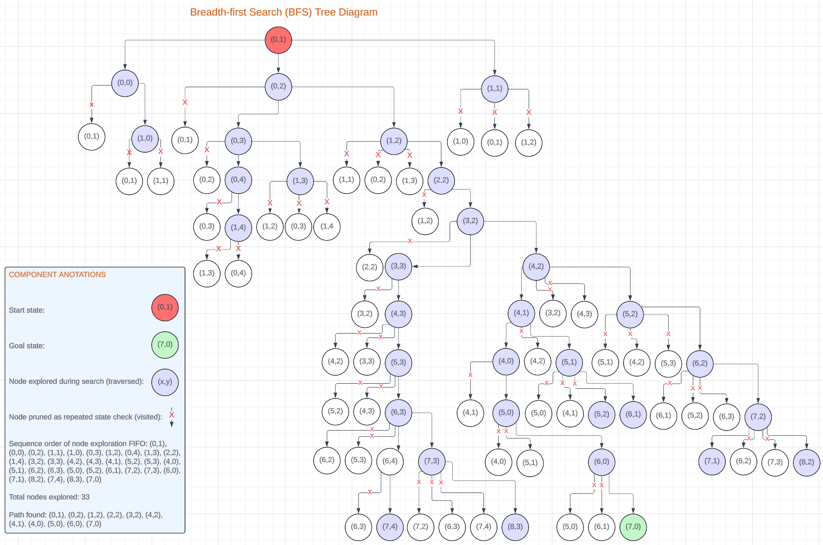 Breadth-first Search (BFS) Tree Diagram
(0,1)
(0,0)
(0,2)
(1,1)
X
X
X
X
X
(0,1)
(1,0)
(0,1)
(0,3)
(1,2)
(1,0)
(0,1)
(1,2)
X
X
X
X
X
X
(0,1)
(1,1)
(0,2)
(0,4)
(1,3)
(1,1)
(0,2)
(1,3)
(2,2)
X
X
X
X
X
(0,3)
(1,4)
(1,2)
(0,3)
(1,4
(1,2)
(3,2)
X
X
X
(1,3)
(0,4)
(2,2)
(3,3)
(4,2)
X
X
X
(3,2)
(4,3)
(4,1)
(3,2)
(4,3)
(5,2)
X
X
X
X
X
X
(4,2)
(3,3)
(5,3)
(4,0)
(4,2)
(5,1)
(5,1)
(4,2)
(5,3)
(6,2)
X
X
X
X
X
X
X
X
(5,2)
(4,3)
(6,3)
(4,1)
(5,0)
(5,0)
(4,1)
(5,2)
(6,1)
(6,1)
(5,2)
(6,3)
(7,2)
X
X
X
X
X
X
X
(6,2)
(5,3)
(6,4)
(7,3)
(4,0)
(5,1)
(6,0)
(7,1)
(6,2)
(7,3)
(8,2)
X
X
X
X
X
X
(6,3)
(7,4)
(7,2)
(6,3)
(7,4)
(8,3)
(5,0)
(6,1)
(7,0)
COMPONENT ANOTATIONS
Start state:
(0,1)
Goal state:
(7,0)
Node explored during search (traversed):
(x,y)
Node pruned as repeated state check (visited):
X
Sequence order of node exploration FIFO: (0,1),
(0,0), (0,2), (1,1), (1,0), (0,3), (1,2), (0,4), (1,3), (2,2),
(1,4), (3,2), (3,3), (4,2), (4,3), (4,1), (5,2), (5,3), (4,0),
(5,1), (6,2), (6,3), (5,0), (5,2), (6,1), (7,2), (7,3), (6,0),
(7,1), (8,2), (7,4), (8,3), (7,0)
Total nodes explored: 33
Path found: (0,1), (0,2), (1,2), (2,2), (3,2), (4,2),
(4,1), (4,0), (5,0), (6,0), (7,0)